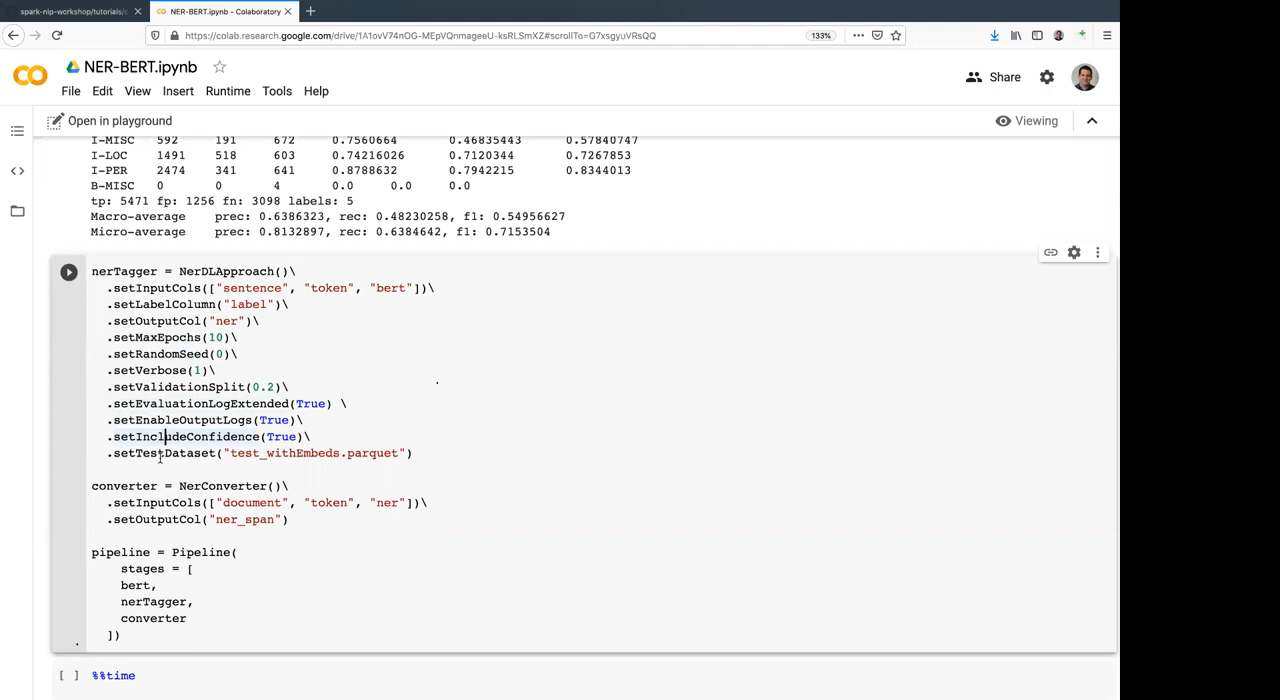 spark-nlp-workshop/tutorials/
NER-BERT.ipynb - Colaboratory
https://colab.research.google.com/drive/1A1ovV74nOG-MEpVQnmageeU-ksRLSmXZ#scrollTo=G7xsgyuVRsQQ
133%
NER-BERT.ipynb
Share
File Edit View Insert Runtime Tools Help
Open in playground
Viewing
I-MISC 592 191 672 0.7560664 0.46835443 0.57840747
I-LOC 1491 518 603 0.74216026 0.7120344 0.7267853
I-PER 2474 341 641 0.8788632 0.7942215 0.8344013
B-MISC 0 0 4 0.0 0.0 0.0
tp: 5471 fp: 1256 fn: 3098 labels: 5
Macro-average prec: 0.6386323, rec: 0.48230258, f1: 0.54956627
Micro-average prec: 0.8132897, rec: 0.6384642, f1: 0.7153504
nerTagger = NerDLApproach()\
.setInputCols(["sentence", "token", "bert"])\
.setLabelColumn("label")\
.setOutputCol("ner")\
.setMaxEpochs(10)\
.setRandomSeed(0)\
.setVerbose(1)\
.setValidationSplit(0.2)\
.setEvaluationLogExtended(True) \
.setEnableOutputLogs(True)\
.setIncludeConfidence(True)\
.setTestDataset("test_withEmbeds.parquet")
converter = NerConverter()\
.setInputCols(["document", "token", "ner"])\
.setOutputCol("ner_span")
pipeline = Pipeline(
stages = [
bert,
nerTagger,
converter
])
[ ] %%time